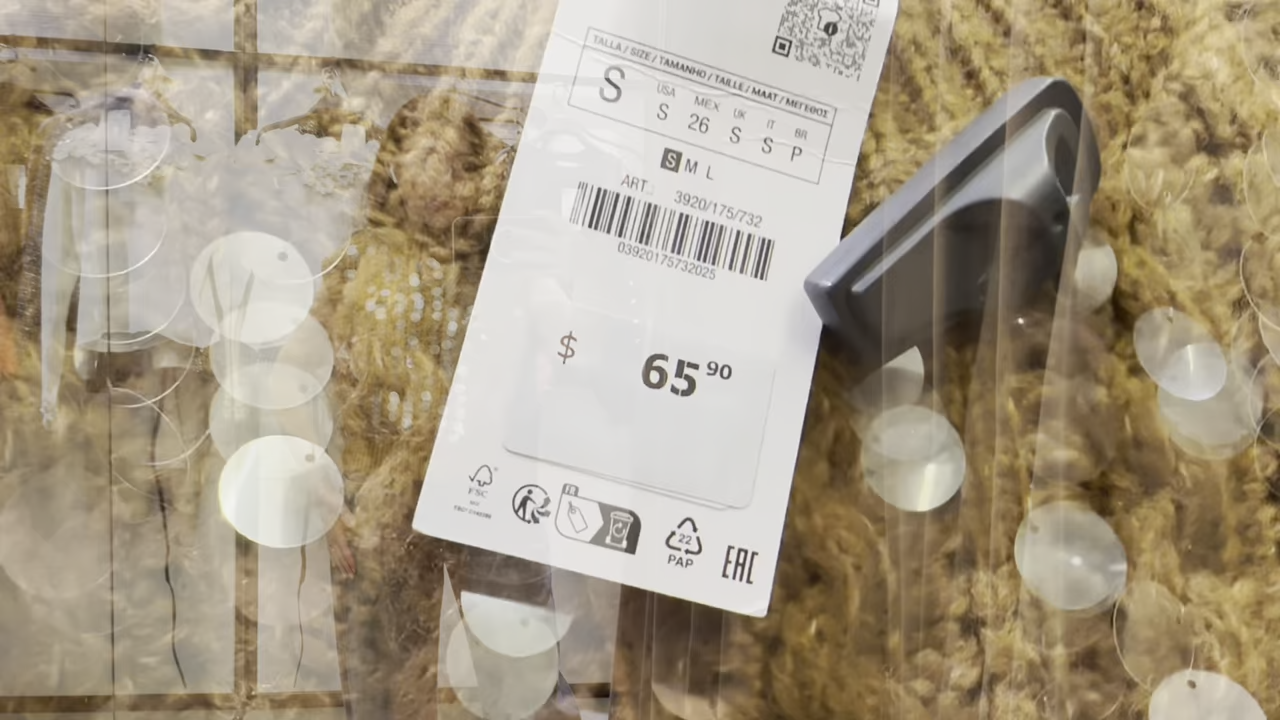 TALLA / SIZE / TAMANHO / TAILLE / MAAT / ΜΕΓΕΘΟΣ
S
USA MEX UK IT BR
S 26 S S P
S M L
ART. 3920/175/732
03920175732025
$ 65 90
FSC
FR
22
PAP
EAC